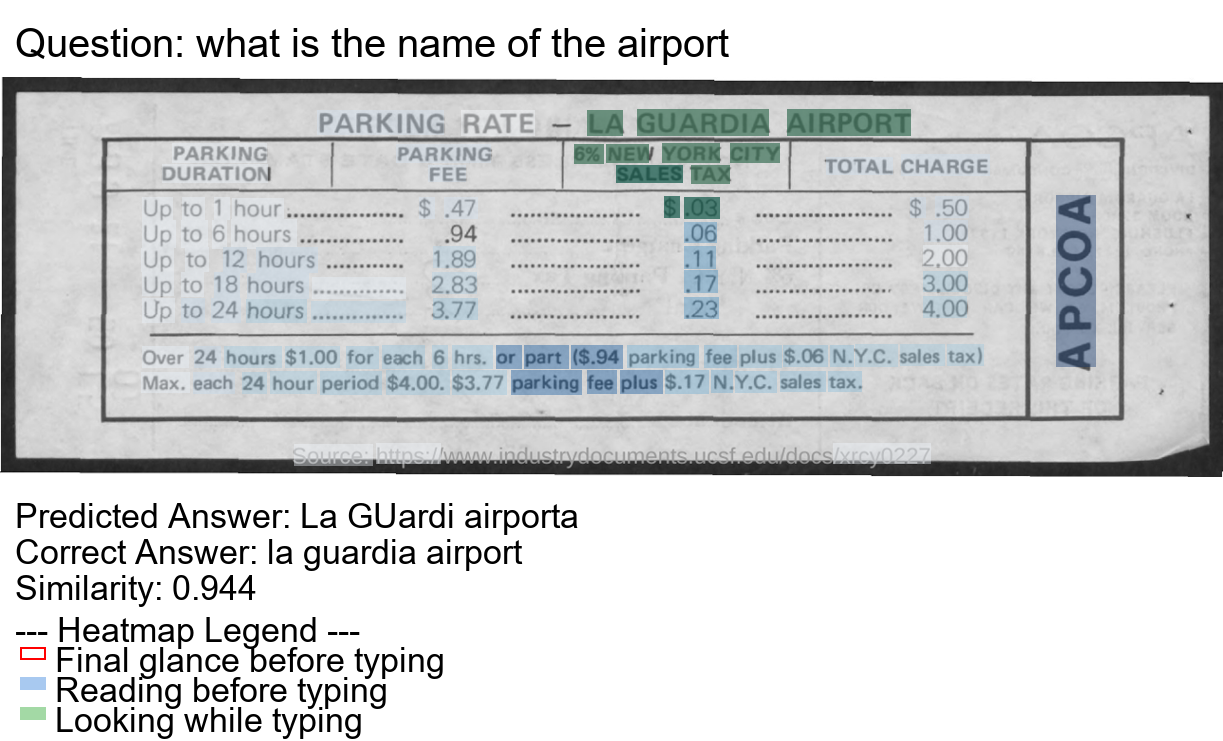 Question: what is the name of the airport
PARKING RATE – LA GUARDIA AIRPORT
PARKING DURATION PARKING FEE 6% NEW YORK CITY SALES TAX TOTAL CHARGE
Up to 1 hour ................ $ .47 ................ $ .03 ................ $ .50
Up to 6 hours ................ .94 ................ .06 ................ 1.00
Up to 12 hours ............ 1.89 ................ .11 ................ 2.00
Up to 18 hours .............. 2.83 ................ .17 ................ 3.00
Up to 24 hours .............. 3.77 ................ .23 ................ 4.00
Over 24 hours $1.00 for each 6 hrs. or part ($.94 parking fee plus $.06 N.Y.C. sales tax)
Max. each 24 hour period $4.00. $3.77 parking fee plus $.17 N.Y.C. sales tax.
APCOA
Source: https://www.industrydocuments.ucsf.edu/docs/xrcy0227
Predicted Answer: La GUardi airporta
Correct Answer: la guardia airport
Similarity: 0.944
--- Heatmap Legend ---
Final glance before typing
Reading before typing
Looking while typing